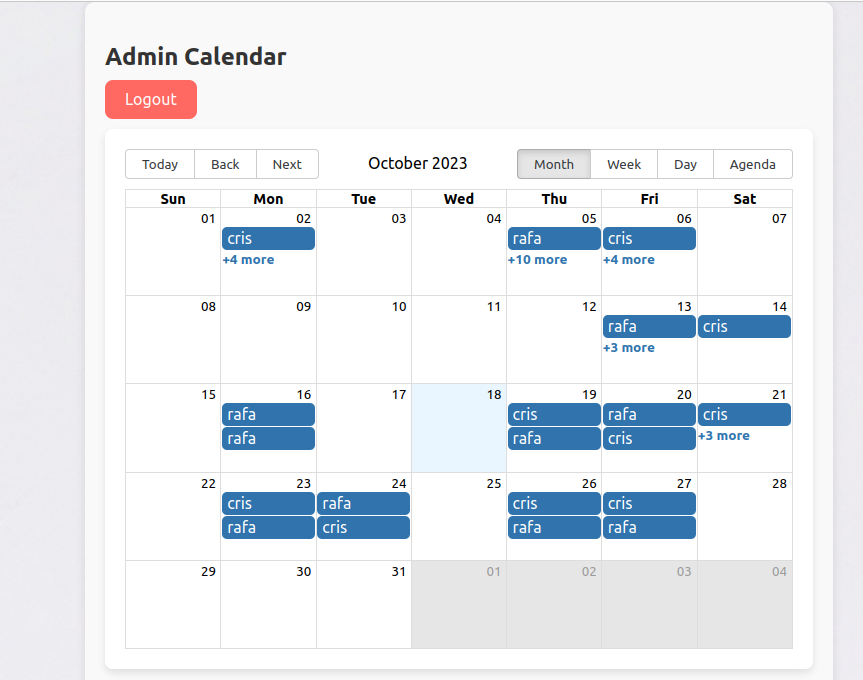 Admin Calendar
Logout
Today Back Next October 2023 Month Week Day Agenda
Sun Mon Tue Wed Thu Fri Sat
01 02 03 04 05 06 07
cris rafa cris
+4 more +10 more +4 more
08 09 10 11 12 13 14
rafa cris
+3 more
15 16 17 18 19 20 21
rafa cris rafa cris
rafa rafa cris +3 more
22 23 24 25 26 27 28
cris rafa cris cris
rafa cris rafa rafa
29 30 31 01 02 03 04